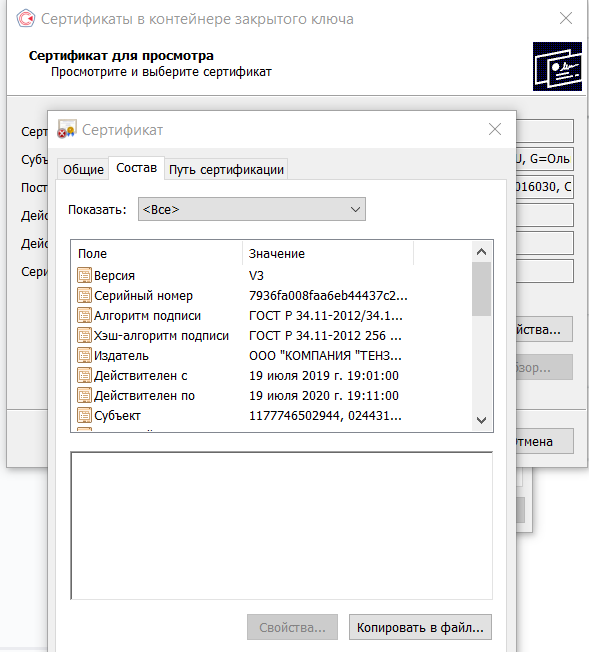 Сертификаты в контейнере закрытого ключа
Сертификат для просмотра
Просмотрите и выберите сертификат
Сертификат
Общие
Состав
Путь сертификации
Показать:
<Все>
Поле Значение
Версия V3
Серийный номер 7936fa008faa6eb44437c2...
Алгоритм подписи ГОСТ Р 34.11-2012/34.1...
Хэш-алгоритм подписи ГОСТ Р 34.11-2012 256 ...
Издатель ООО "КОМПАНИЯ "ТЕНЗ...
Действителен с 19 июля 2019 г. 19:01:00
Действителен по 19 июля 2020 г. 19:11:00
Субъект 1177746502944, 024431...
Свойства...
Копировать в файл...
Серт
Субъ
U, G=Оль
Пост
016030, C
Дейс
Дейс
Сери
йства...
бзор...
тмена